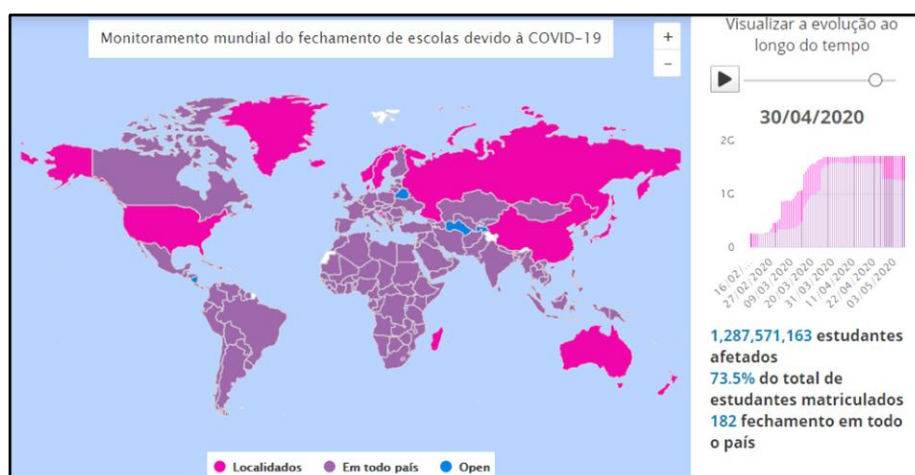 Monitoramento mundial do fechamento de escolas devido à COVID-19
+
−
Localidados
Em todo país
Open
Visualizar a evolução ao
longo do tempo
30/04/2020
2G
1G
0
16/02/...
27/02/2020
09/03/2020
20/03/2020
31/03/2020
11/04/2020
22/04/2020
03/05/2020
1,287,571,163 estudantes
afetados
73.5% do total de
estudantes matriculados
182 fechamento em todo
o país